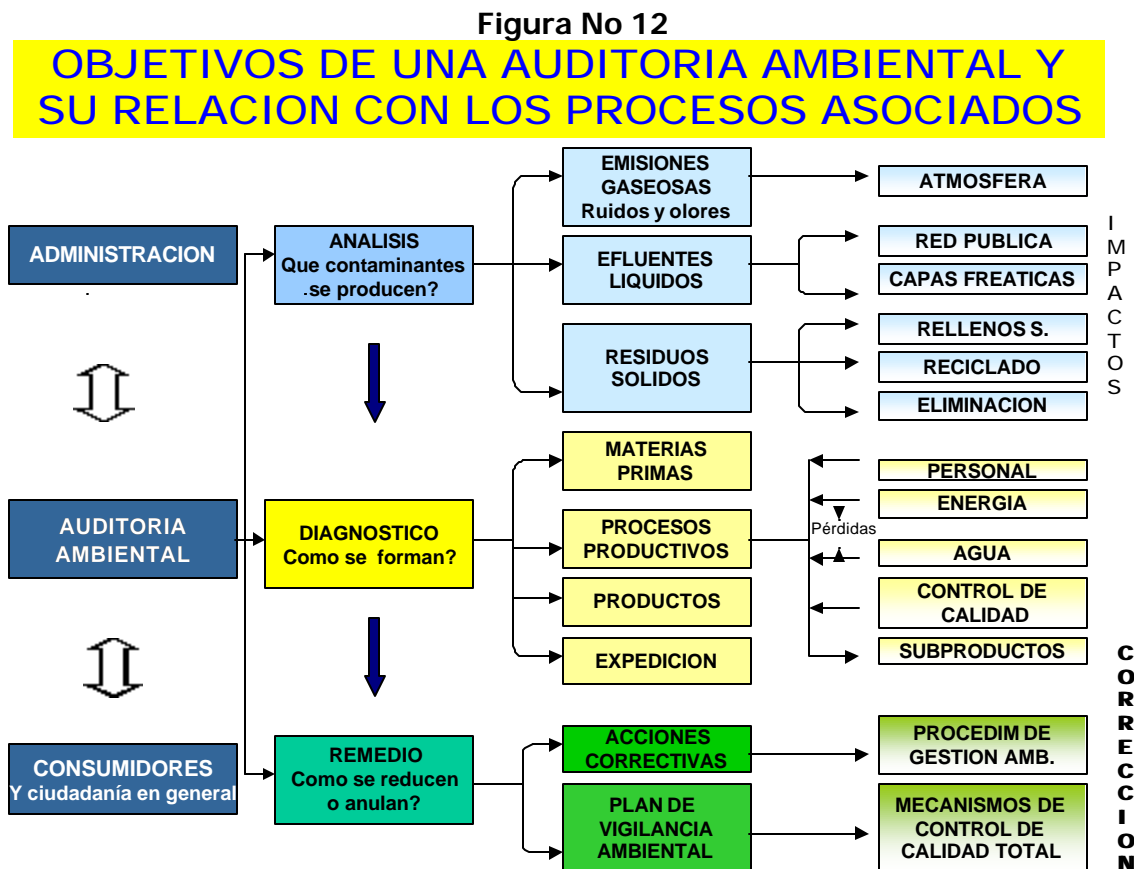 Figura No 12
OBJETIVOS DE UNA AUDITORIA AMBIENTAL Y
SU RELACION CON LOS PROCESOS ASOCIADOS
ADMINISTRACION
AUDITORIA
AMBIENTAL
CONSUMIDORES
Y ciudadanía en general
ANALISIS
Que contaminantes
.se producen?
DIAGNOSTICO
Como se forman?
REMEDIO
Como se reducen
o anulan?
EMISIONES
GASEOSAS
Ruidos y olores
EFLUENTES
LIQUIDOS
RESIDUOS
SOLIDOS
MATERIAS
PRIMAS
PROCESOS
PRODUCTIVOS
PRODUCTOS
EXPEDICION
ACCIONES
CORRECTIVAS
PLAN DE
VIGILANCIA
AMBIENTAL
Pérdidas
ATMOSFERA
RED PUBLICA
CAPAS FREATICAS
RELLENOS S.
RECICLADO
ELIMINACION
PERSONAL
ENERGIA
AGUA
CONTROL DE
CALIDAD
SUBPRODUCTOS
PROCEDIM DE
GESTION AMB.
MECANISMOS DE
CONTROL DE
CALIDAD TOTAL
IMPACTOS
CORRECCION